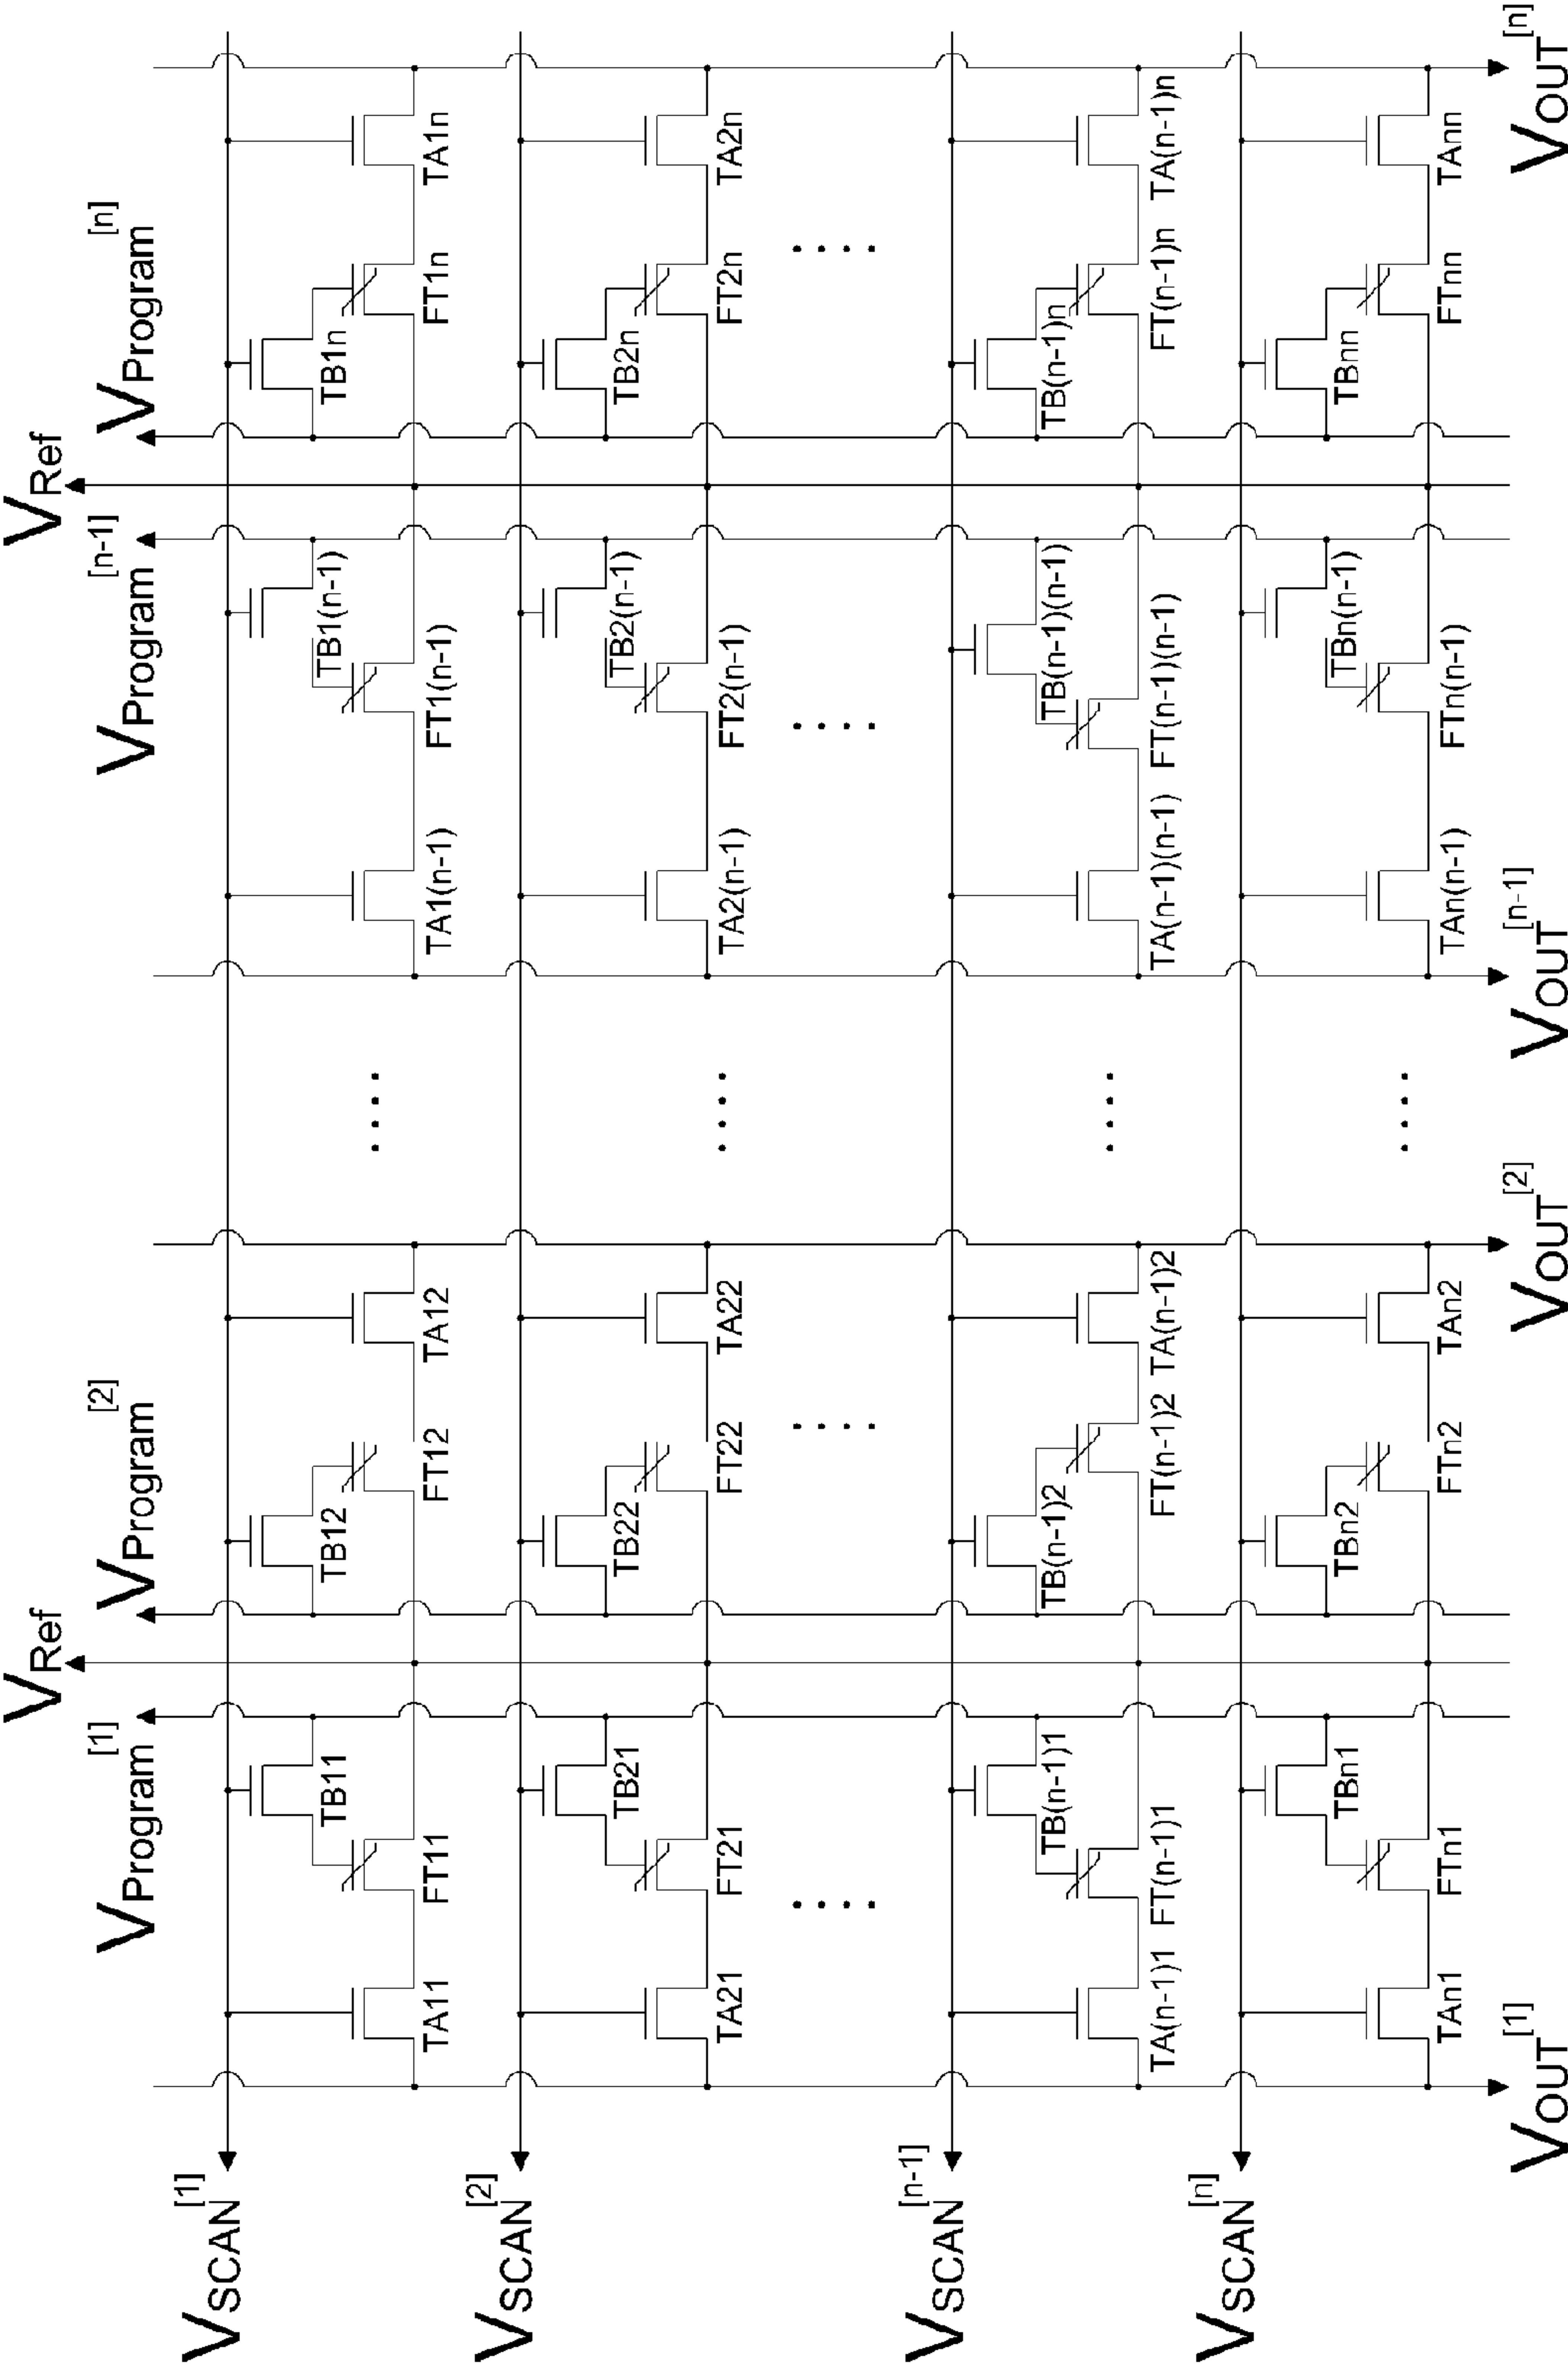 VRef VRef
VProgram[1] VProgram[2] VProgram[n-1] VProgram[n]
VSCAN[1]
TB11 TB12 TB1(n-1) TB1n
TA11 FT11 FT12 TA12 TA1(n-1) FT1(n-1) FT1n TA1n
VSCAN[2]
TB21 TB22 TB2(n-1) TB2n
TA21 FT21 FT22 TA22 TA2(n-1) FT2(n-1) FT2n TA2n
VSCAN[n-1]
TB(n-1)1 TB(n-1)2 TB(n-1)(n-1) TB(n-1)n
TA(n-1)1 FT(n-1)1 FT(n-1)2 TA(n-1)2 TA(n-1)(n-1) FT(n-1)(n-1) FT(n-1)n TA(n-1)n
VSCAN[n]
TBn1 TBn2 TBn(n-1) TBnn
TAn1 FTn1 FTn2 TAn2 TAn(n-1) FTn(n-1) FTnn TAnn
VOUT[1] VOUT[2] VOUT[n-1] VOUT[n]